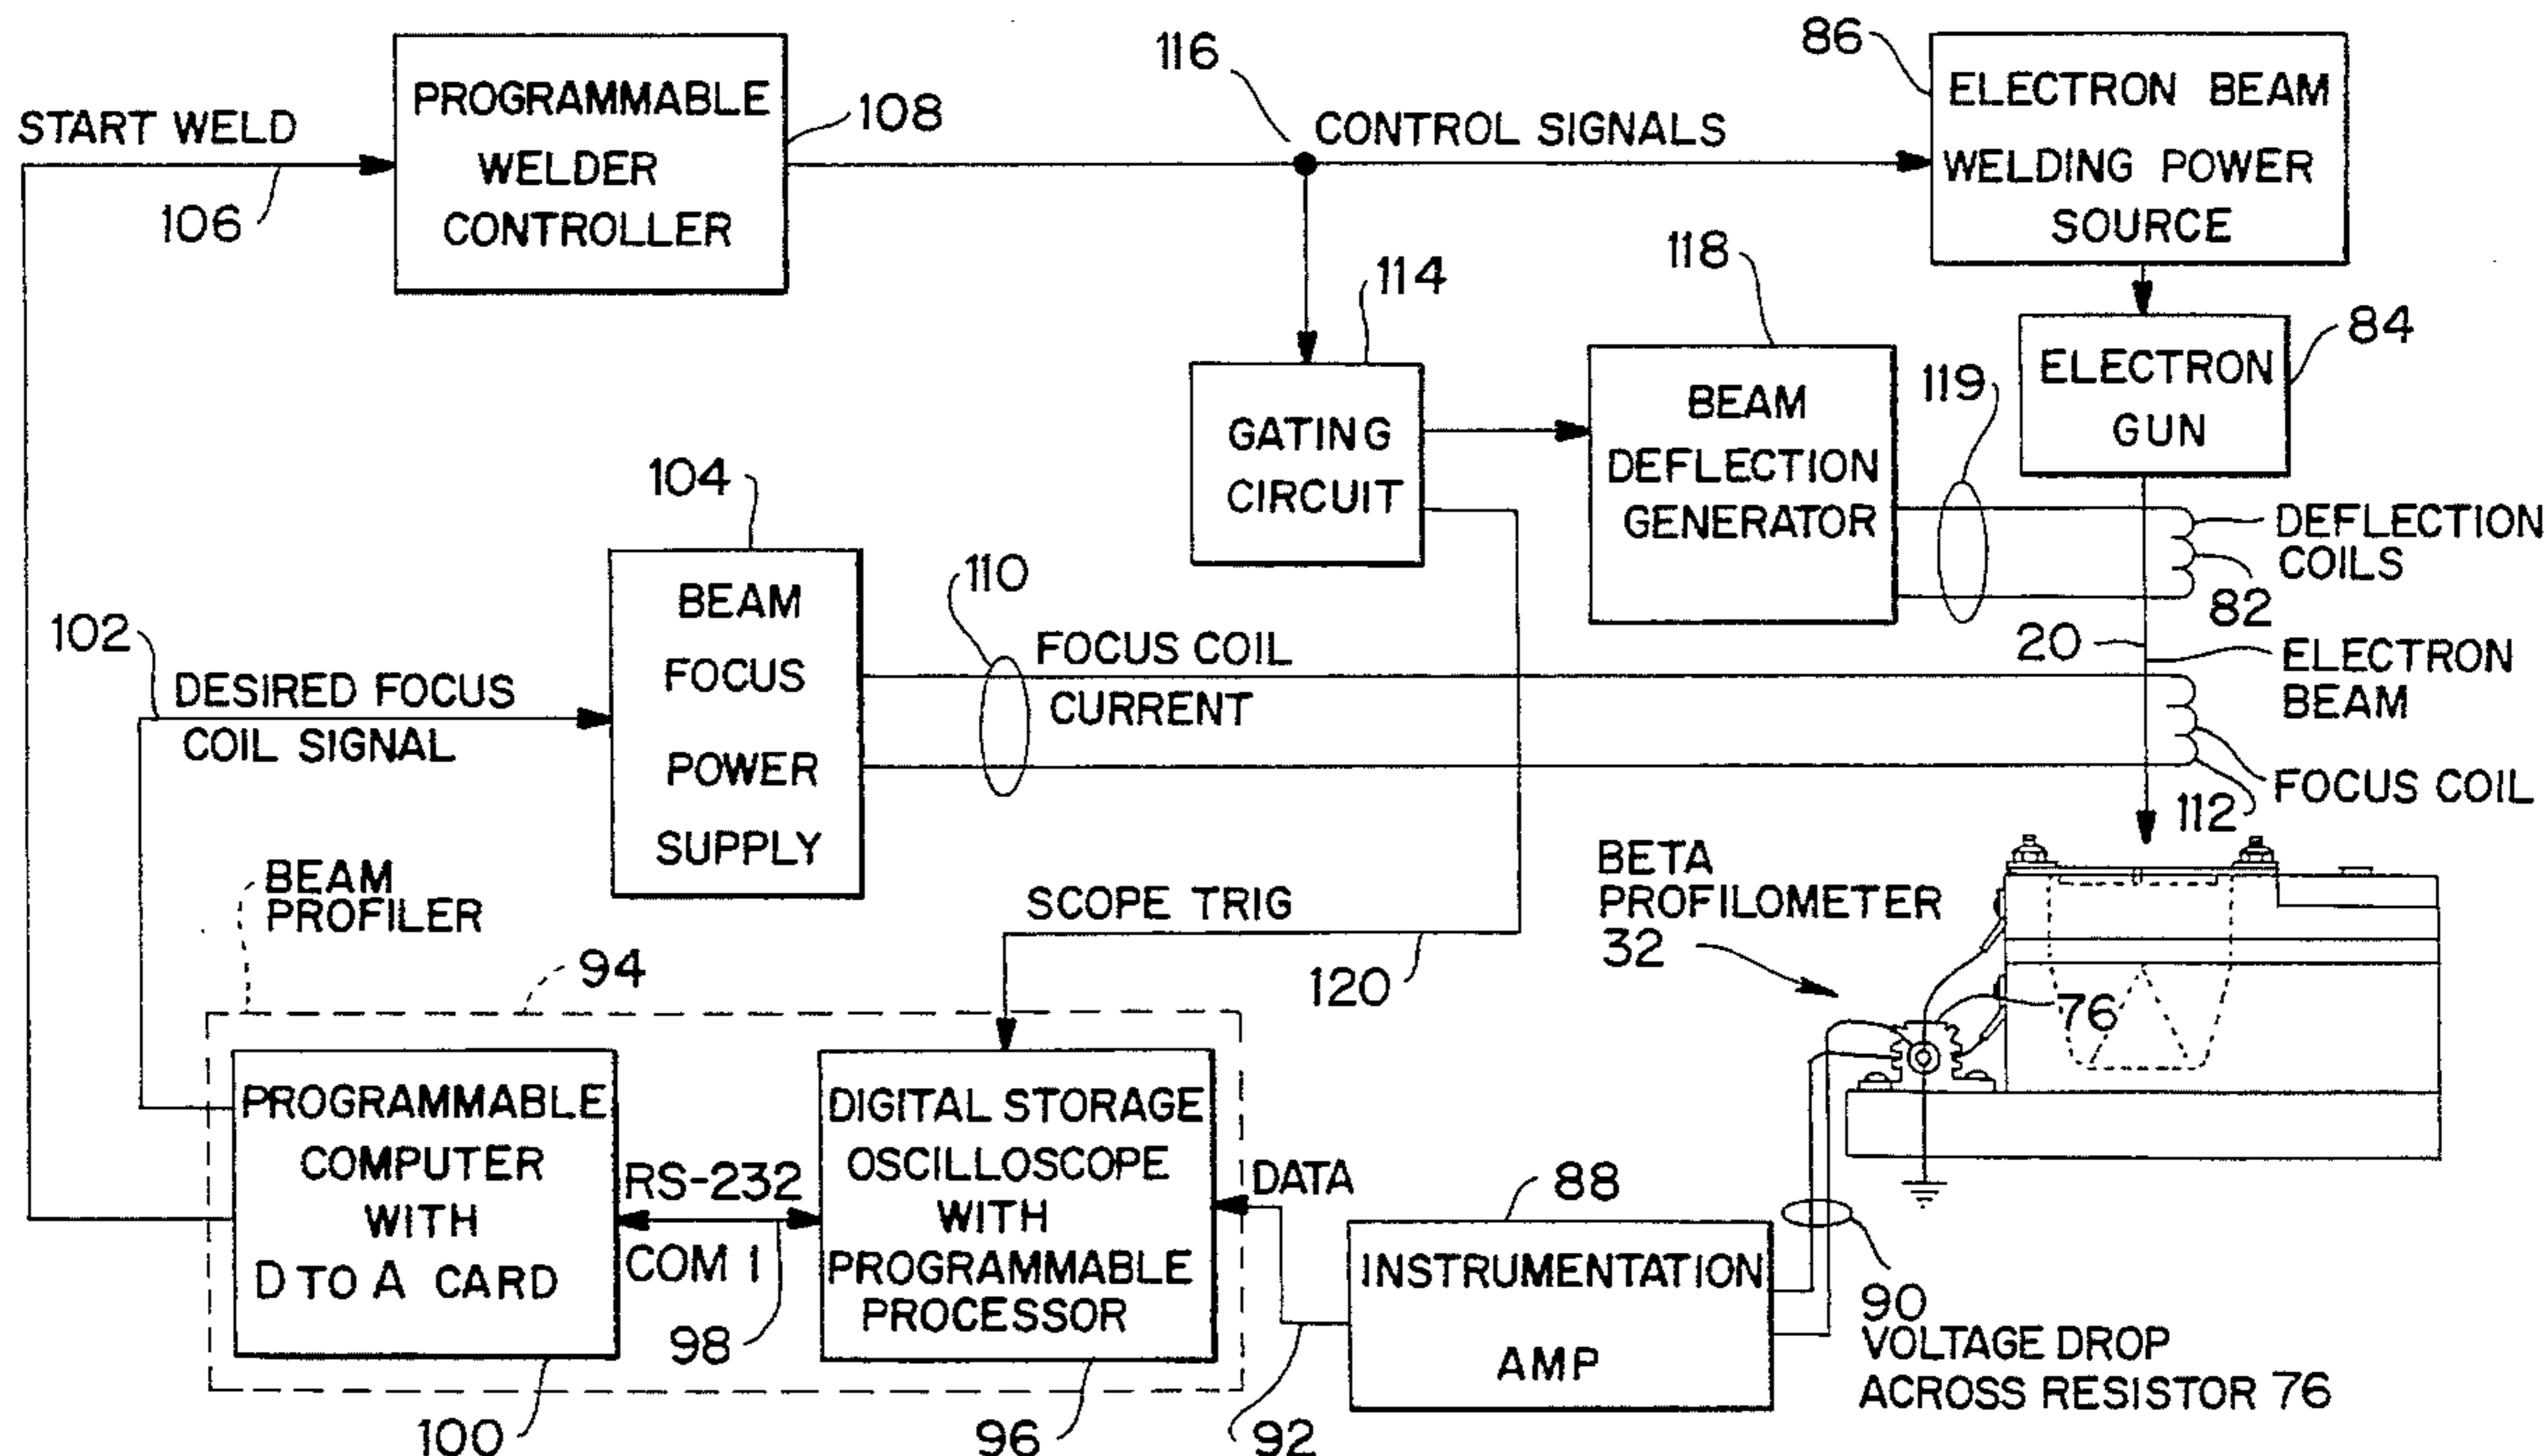 START WELD
106
PROGRAMMABLE
WELDER
CONTROLLER
108
116
CONTROL SIGNALS
86
ELECTRON BEAM
WELDING POWER
SOURCE
114
GATING
CIRCUIT
118
BEAM
DEFLECTION
GENERATOR
119
ELECTRON
GUN
84
DEFLECTION
COILS
82
20
ELECTRON
BEAM
FOCUS COIL
112
102
DESIRED FOCUS
COIL SIGNAL
104
BEAM
FOCUS
POWER
SUPPLY
110
FOCUS COIL
CURRENT
SCOPE TRIG
120
BETA
PROFILOMETER
32
76
BEAM
PROFILER
94
PROGRAMMABLE
COMPUTER
WITH
D TO A CARD
100
RS-232
COM 1
98
DIGITAL STORAGE
OSCILLOSCOPE
WITH
PROGRAMMABLE
PROCESSOR
96
DATA
92
88
INSTRUMENTATION
AMP
90
VOLTAGE DROP
ACROSS RESISTOR 76